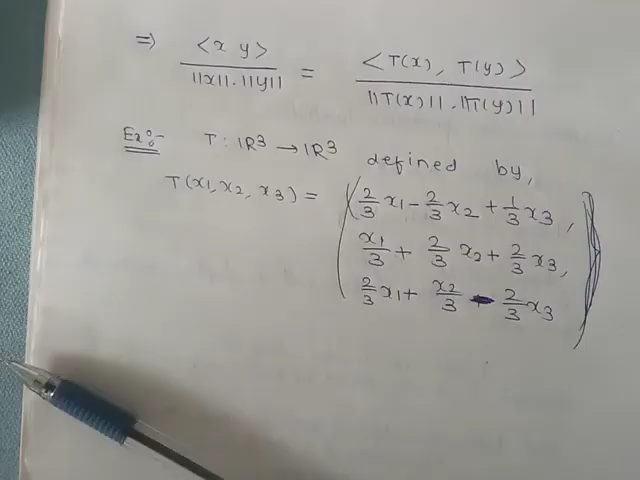 ⇒ <x y> / ||x||.||y|| = <T(x), T(y)> / ||T(x)||.||T(y)||
Ex:- T : IR³ → IR³ defined by,
T(x₁, x₂, x₃) = ( 2/3 x₁ - 2/3 x₂ + 1/3 x₃,
x₁/3 + 2/3 x₂ + 2/3 x₃,
2/3 x₁ + x₂/3 - 2/3 x₃ )